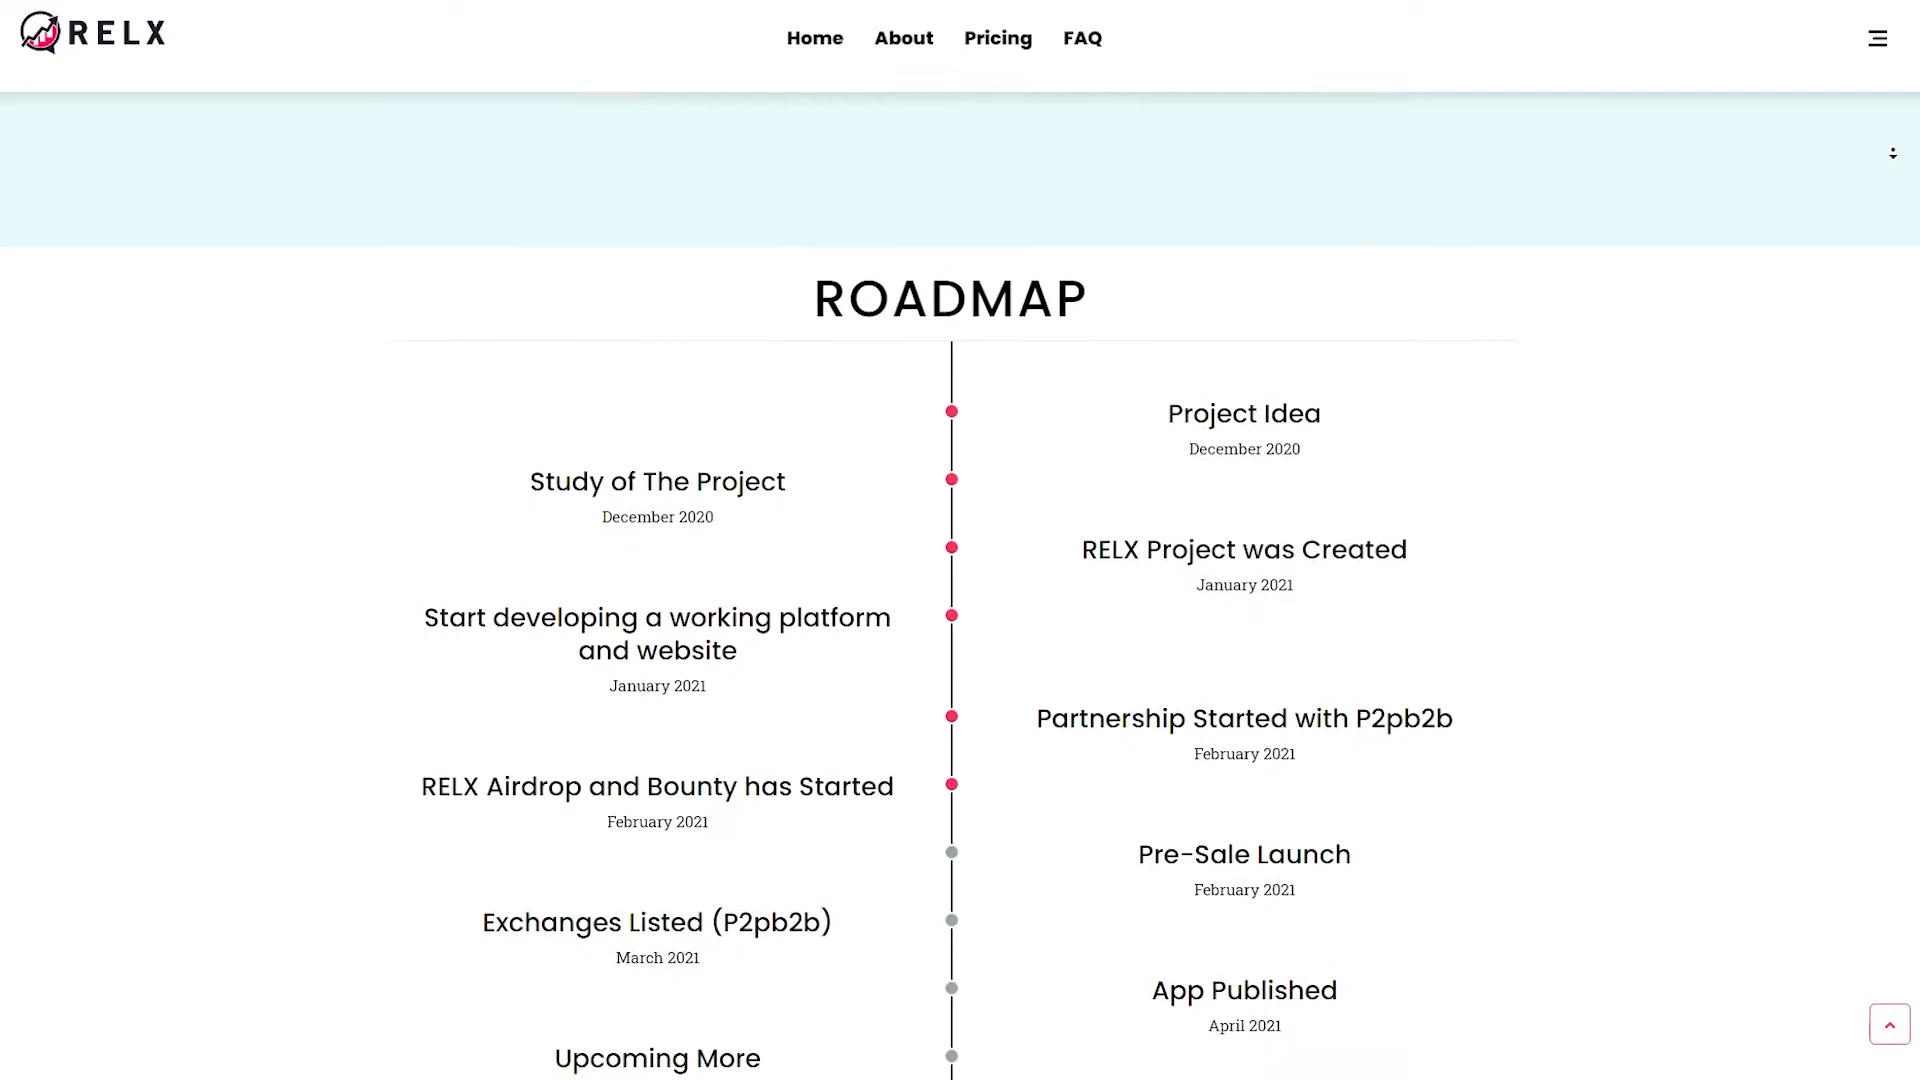 RELX
Home About Pricing FAQ
ROADMAP
Project Idea
December 2020
Study of The Project
December 2020
RELX Project was Created
January 2021
Start developing a working platform
and website
January 2021
Partnership Started with P2pb2b
February 2021
RELX Airdrop and Bounty has Started
February 2021
Pre-Sale Launch
February 2021
Exchanges Listed (P2pb2b)
March 2021
App Published
April 2021
Upcoming More